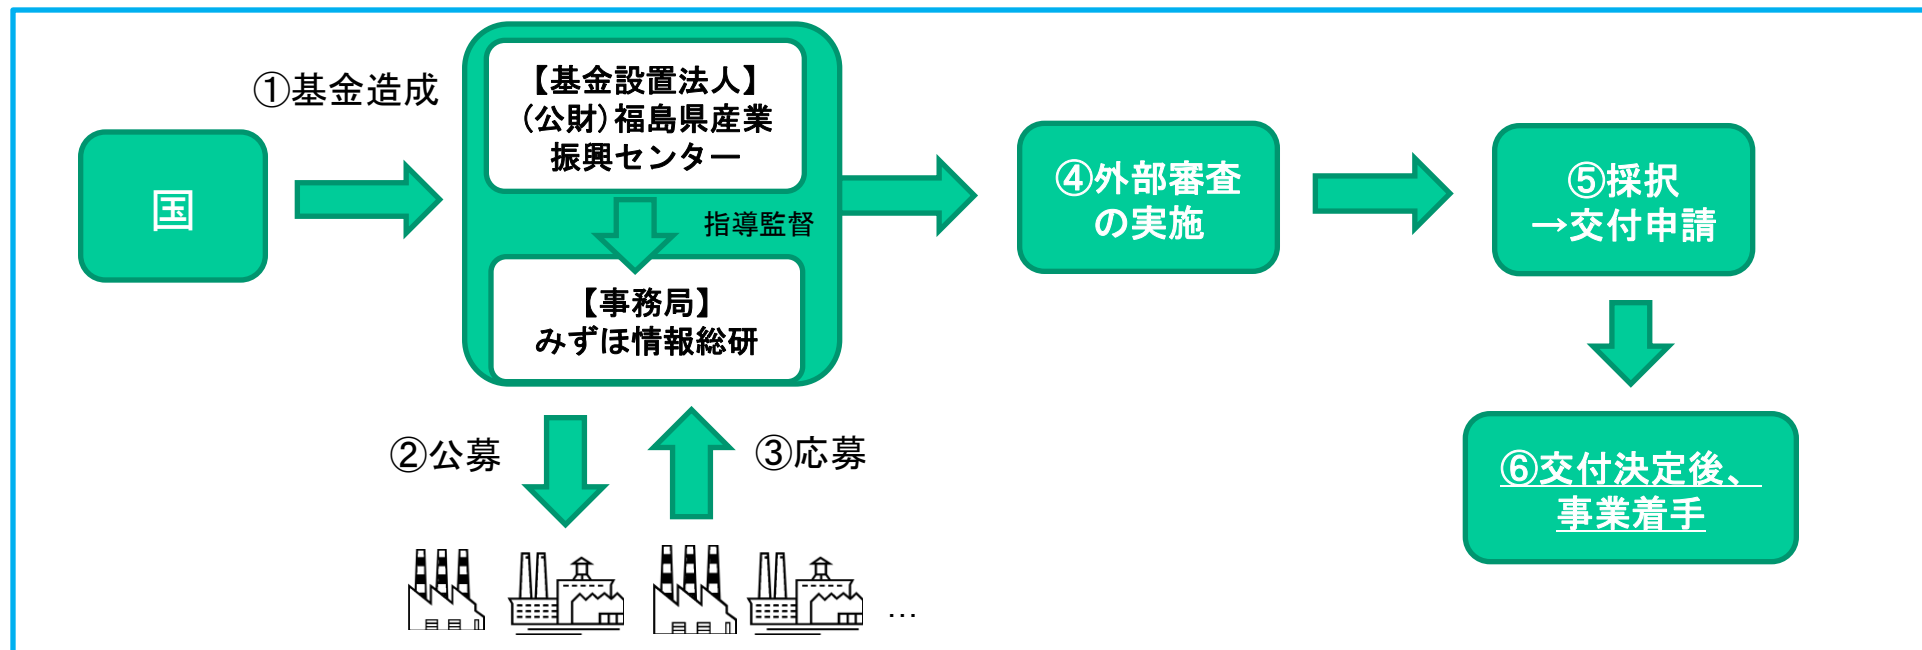 ①基金造成
国
【基金設置法人】
（公財）福島県産業
振興センター
指導監督
【事務局】
みずほ情報総研
②公募
③応募
…
④外部審査
の実施
⑤採択
→交付申請
⑥交付決定後、
事業着手